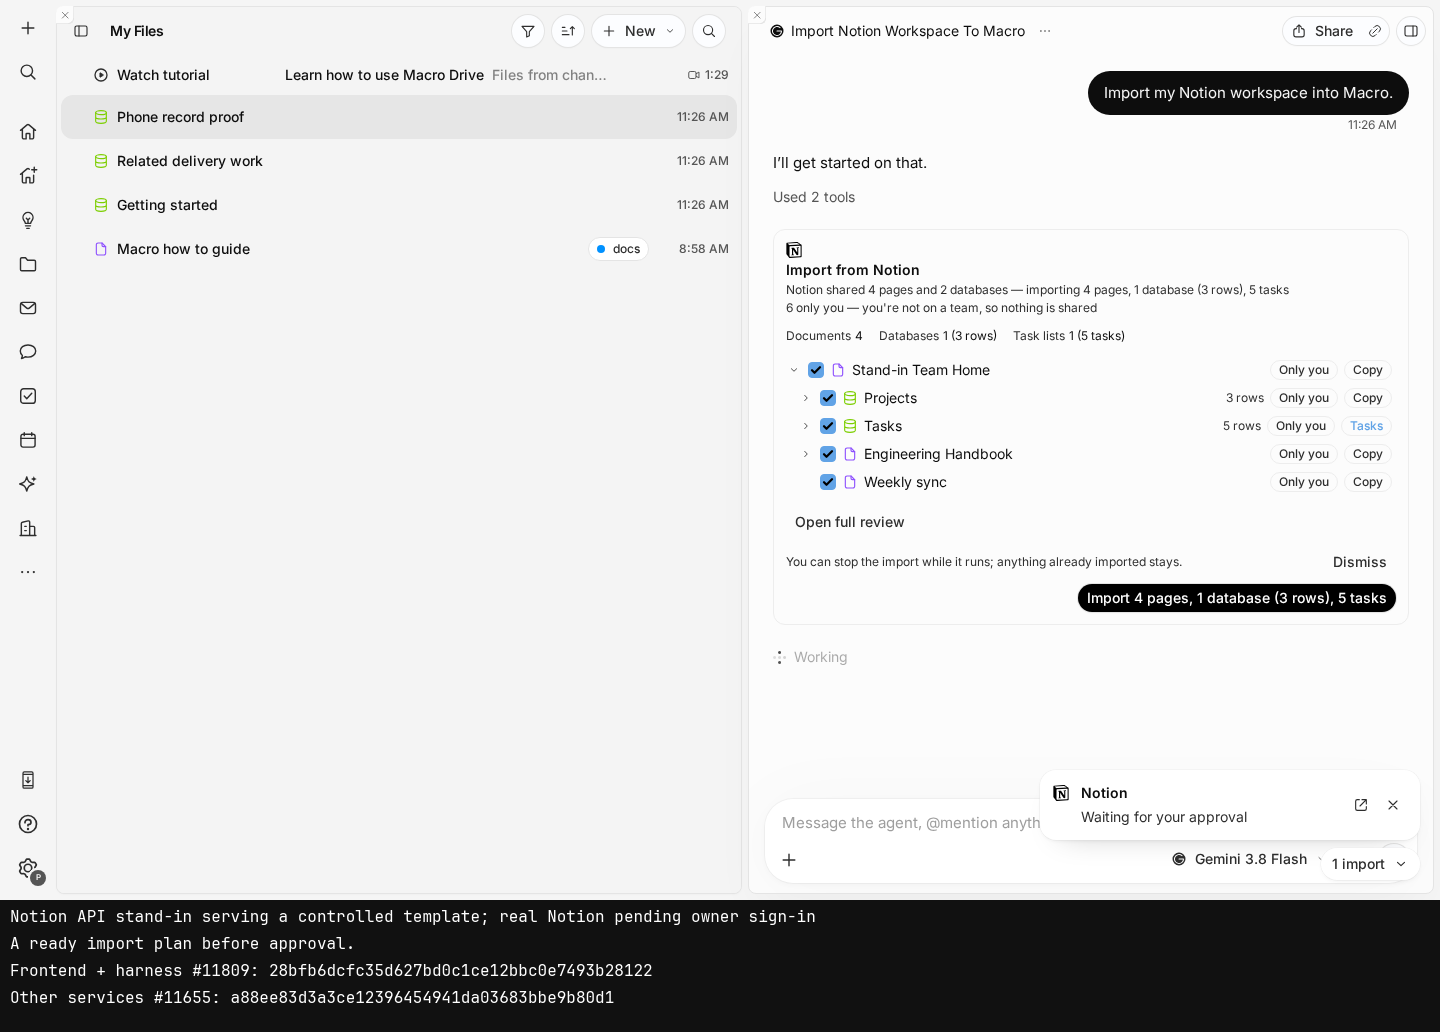 My Files
New
Watch tutorial Learn how to use Macro Drive Files from chan... 1:29
Phone record proof 11:26 AM
Related delivery work 11:26 AM
Getting started 11:26 AM
Macro how to guide docs 8:58 AM
P
Import Notion Workspace To Macro
Share
Import my Notion workspace into Macro.
11:26 AM
I’ll get started on that.
Used 2 tools
Import from Notion
Notion shared 4 pages and 2 databases — importing 4 pages, 1 database (3 rows), 5 tasks
6 only you — you're not on a team, so nothing is shared
Documents 4 Databases 1 (3 rows) Task lists 1 (5 tasks)
Stand-in Team Home Only you Copy
Projects 3 rows Only you Copy
Tasks 5 rows Only you Tasks
Engineering Handbook Only you Copy
Weekly sync Only you Copy
Open full review
You can stop the import while it runs; anything already imported stays. Dismiss
Import 4 pages, 1 database (3 rows), 5 tasks
Working
Notion
Waiting for your approval
Message the agent, @mention anyth
Gemini 3.8 Flash
1 import
Notion API stand-in serving a controlled template; real Notion pending owner sign-in
A ready import plan before approval.
Frontend + harness #11809: 28bfb6dcfc35d627bd0c1ce12bbc0e7493b28122
Other services #11655: a88ee83d3a3ce12396454941da03683bbe9b80d1